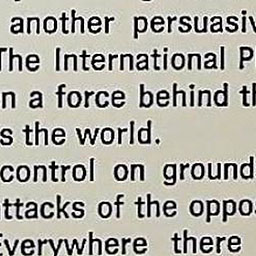 another persuasiv
The International P
n a force behind th
s the world.
control on ground
ttacks of the oppo
Everywhere there